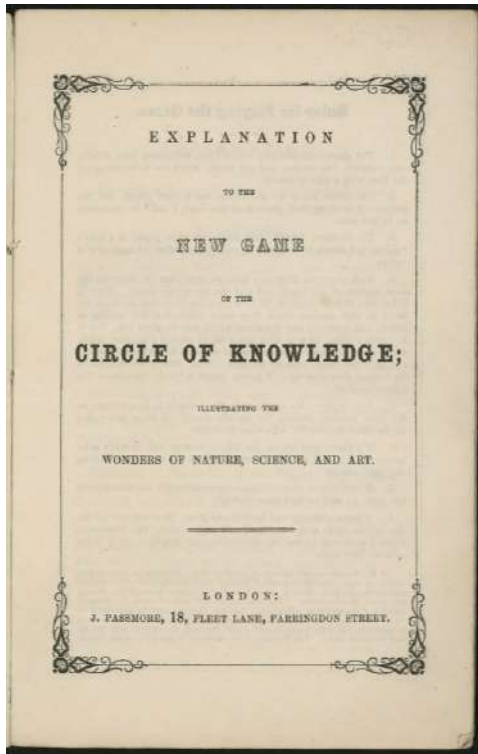 EXPLANATION
TO THE
NEW GAME
OF THE
CIRCLE OF KNOWLEDGE;
ILLUSTRATING THE
WONDERS OF NATURE, SCIENCE, AND ART.
LONDON:
J. PASSMORE, 18, FLEET LANE, FARRINGDON STREET.